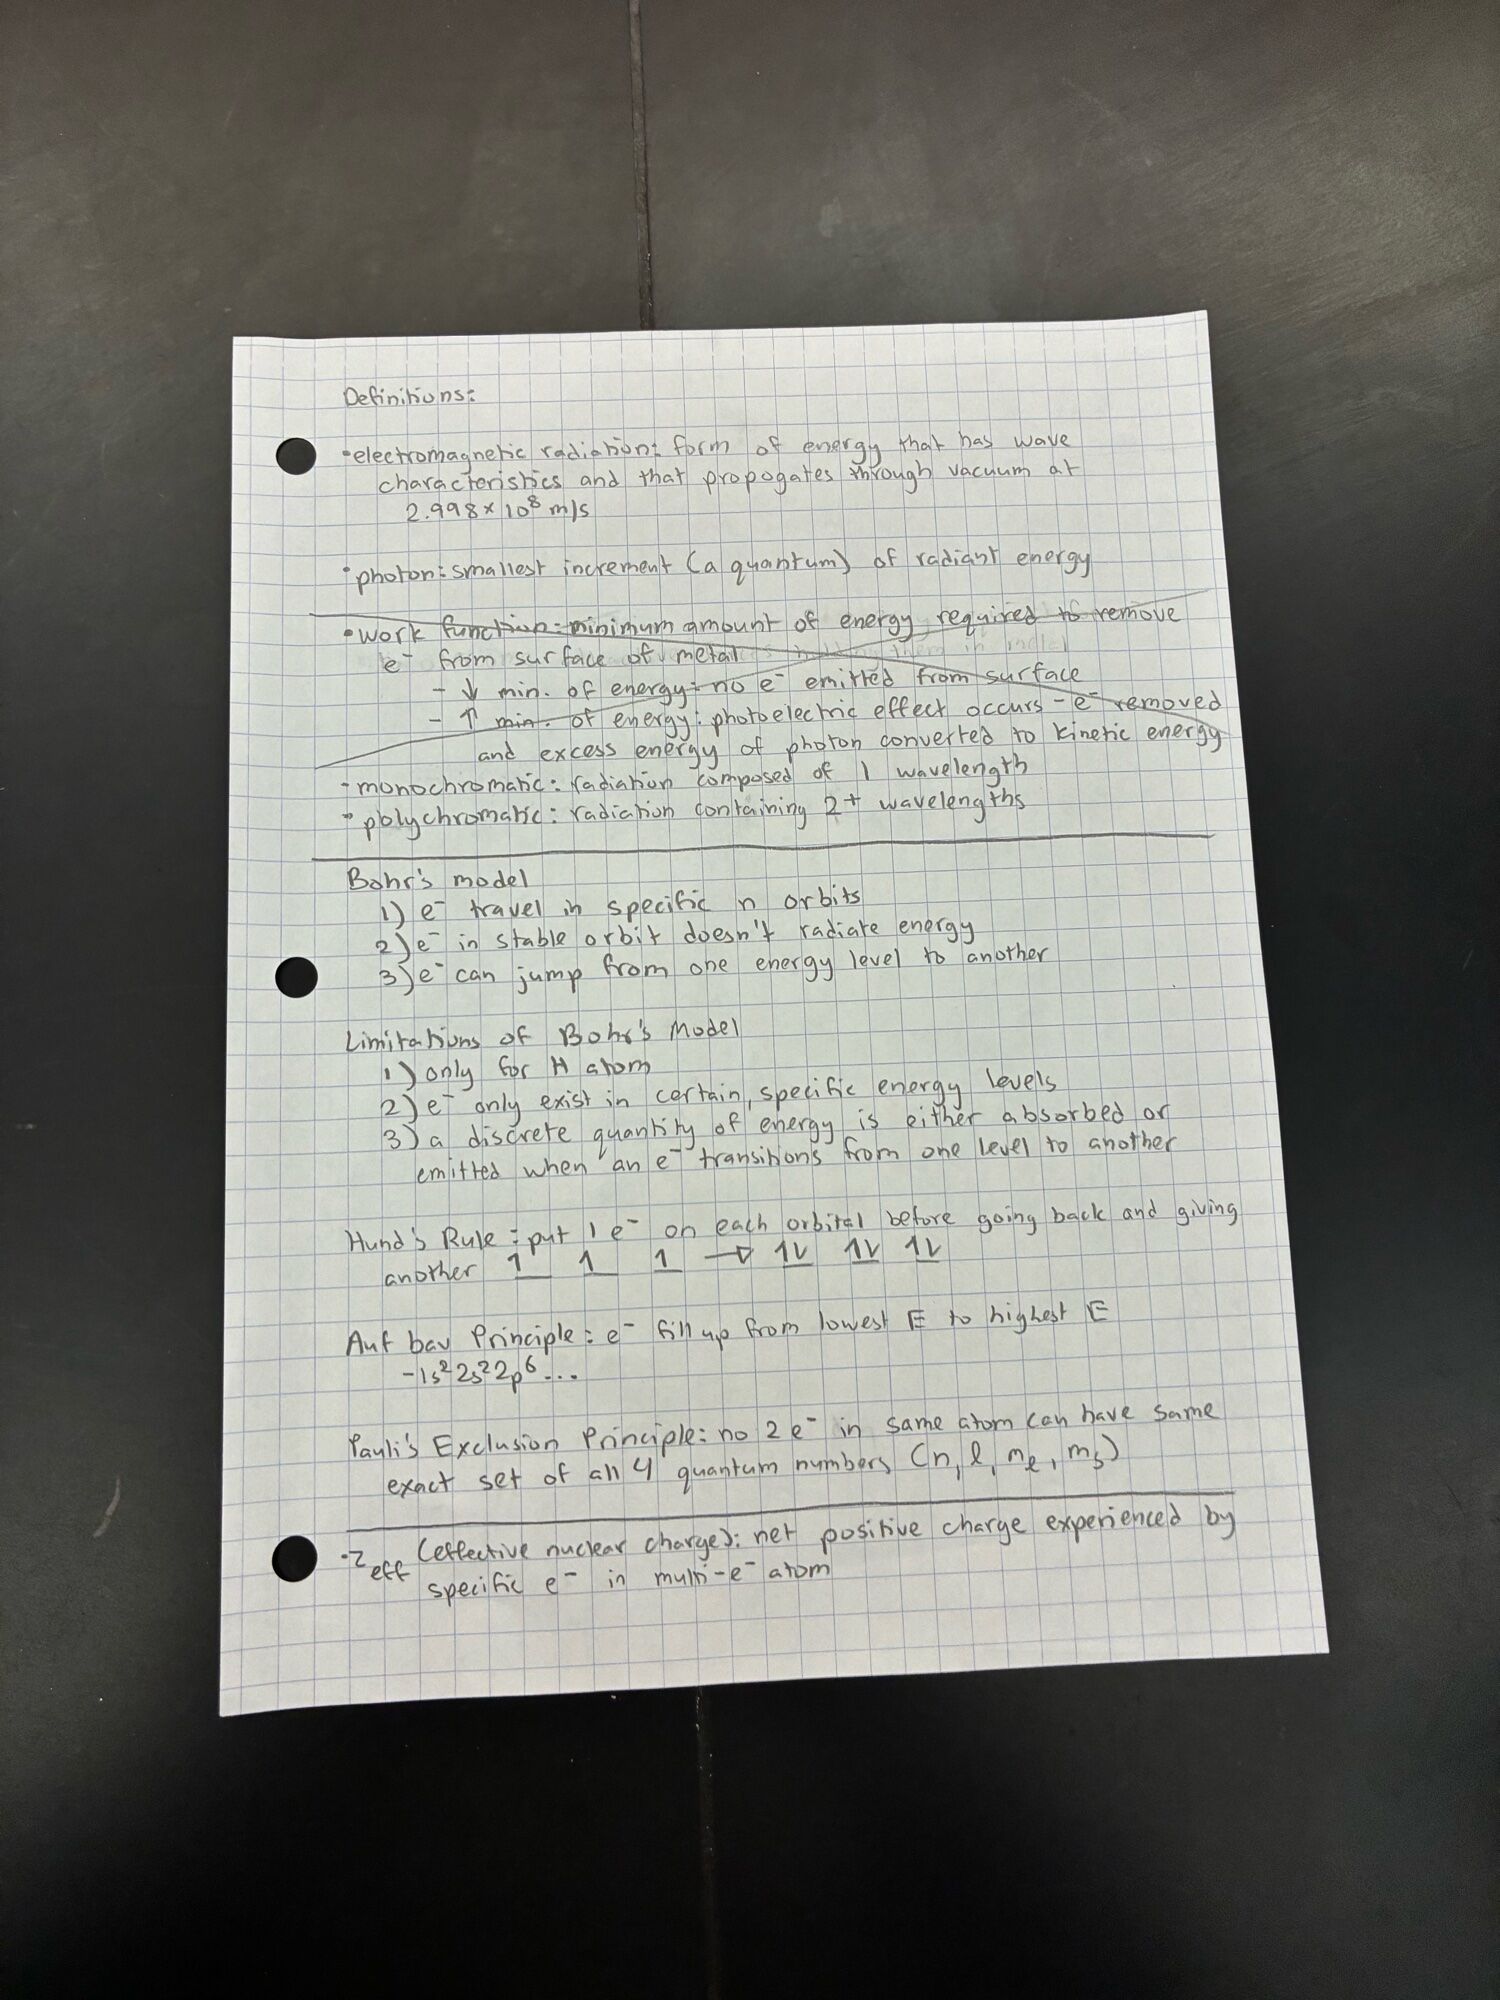 Definitions:
•electromagnetic radiation: form of energy that has wave
characteristics and that propogates through vacuum at
2.998×10⁸ m/s
•photon: smallest increment (a quantum) of radiant energy
•work function: minimum amount of energy required to remove
e⁻ from surface of metal
- ↓ min. of energy: no e⁻ emitted from surface
- ↑ min. of energy: photoelectric effect occurs - e⁻ removed
and excess energy of photon converted to kinetic energy
•monochromatic: radiation composed of 1 wavelength
•polychromatic: radiation containing 2+ wavelengths
Bohr's model
1) e⁻ travel in specific n orbits
2) e⁻ in stable orbit doesn't radiate energy
3) e⁻ can jump from one energy level to another
Limitations of Bohr's Model
1) only for H atom
2) e⁻ only exist in certain, specific energy levels
3) a discrete quantity of energy is either absorbed or
emitted when an e⁻ transitions from one level to another
Hund's Rule: put 1 e⁻ on each orbital before going back and giving
another 1 1 1 → 1l 1l 1l
Aufbau Principle: e⁻ fill up from lowest E to highest E
-1s²2s²2p⁶...
Pauli's Exclusion Principle: no 2 e⁻ in same atom can have same
exact set of all 4 quantum numbers (n, l, mₗ, mₛ)
•Zeff (effective nuclear charge): net positive charge experienced by
specific e⁻ in multi-e⁻ atom